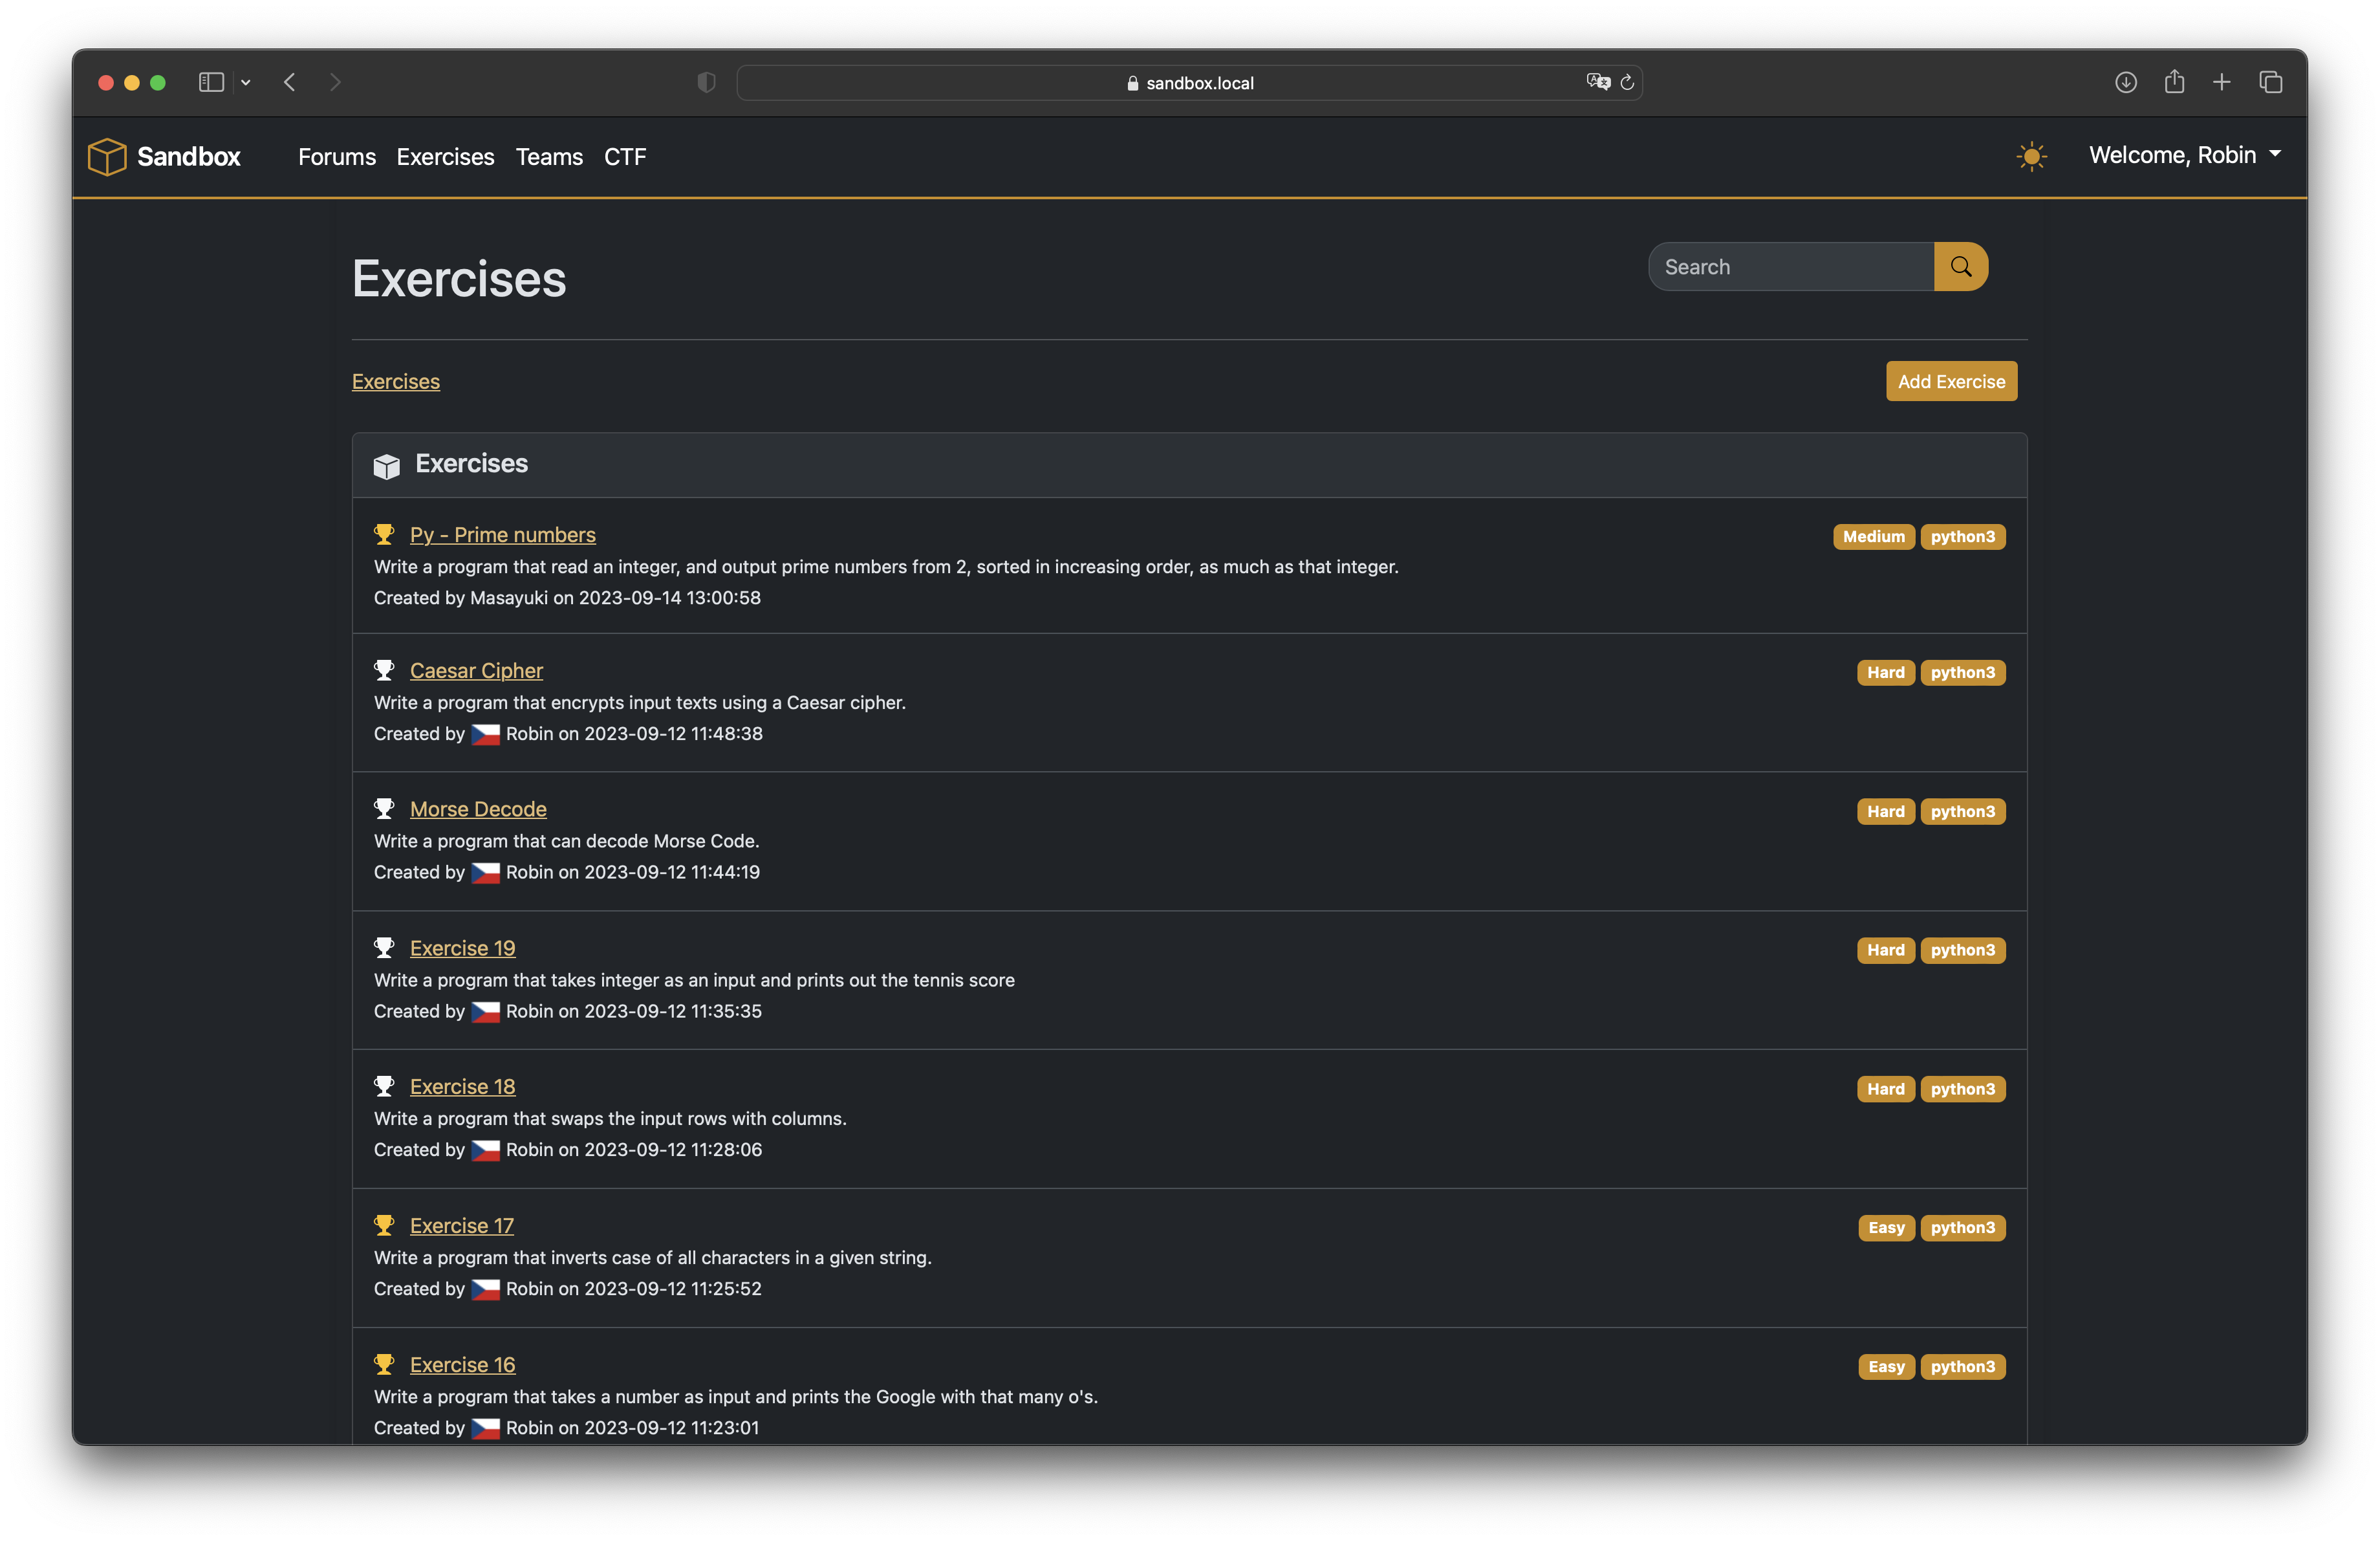 sandbox.local
Sandbox Forums Exercises Teams CTF Welcome, Robin
Exercises
Search
Exercises
Add Exercise
Exercises
Py - Prime numbers
Medium python3
Write a program that read an integer, and output prime numbers from 2, sorted in increasing order, as much as that integer.
Created by Masayuki on 2023-09-14 13:00:58
Caesar Cipher
Hard python3
Write a program that encrypts input texts using a Caesar cipher.
Created by Robin on 2023-09-12 11:48:38
Morse Decode
Hard python3
Write a program that can decode Morse Code.
Created by Robin on 2023-09-12 11:44:19
Exercise 19
Hard python3
Write a program that takes integer as an input and prints out the tennis score
Created by Robin on 2023-09-12 11:35:35
Exercise 18
Hard python3
Write a program that swaps the input rows with columns.
Created by Robin on 2023-09-12 11:28:06
Exercise 17
Easy python3
Write a program that inverts case of all characters in a given string.
Created by Robin on 2023-09-12 11:25:52
Exercise 16
Easy python3
Write a program that takes a number as input and prints the Google with that many o's.
Created by Robin on 2023-09-12 11:23:01